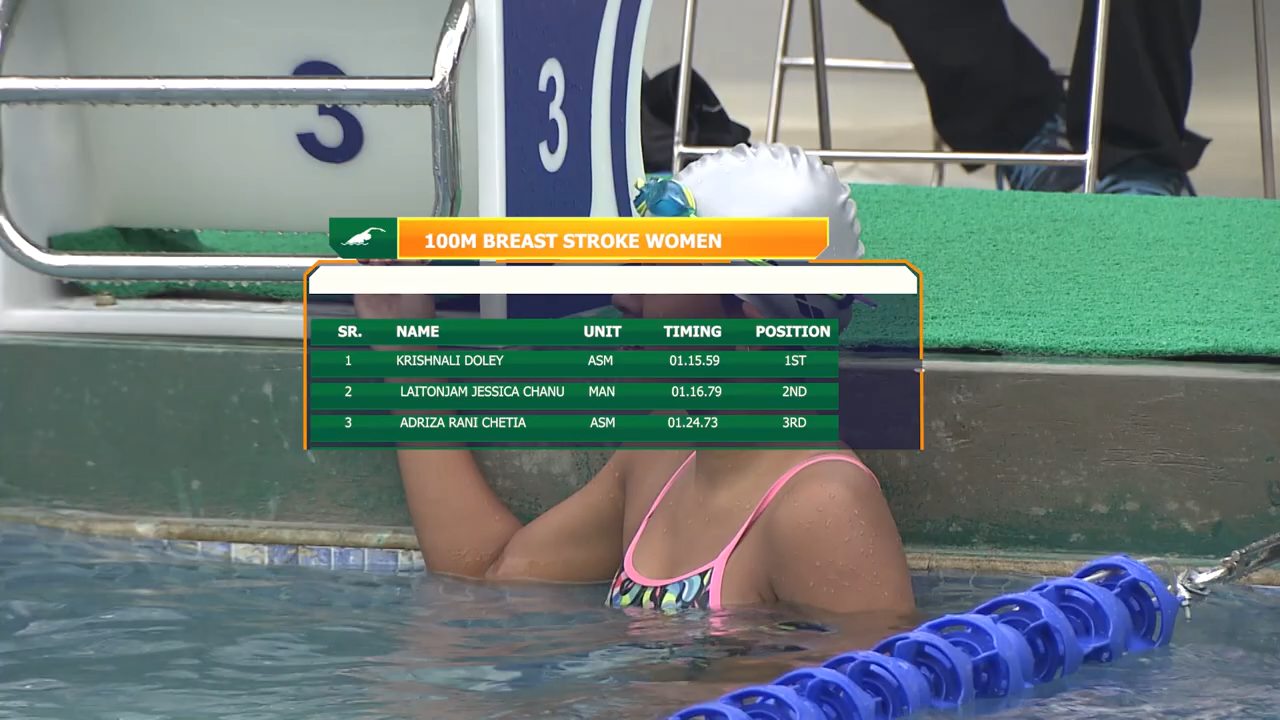 3 3
100M BREAST STROKE WOMEN
SR. NAME UNIT TIMING POSITION
1 KRISHNALI DOLEY ASM 01.15.59 1ST
2 LAITONJAM JESSICA CHANU MAN 01.16.79 2ND
3 ADRIZA RANI CHETIA ASM 01.24.73 3RD